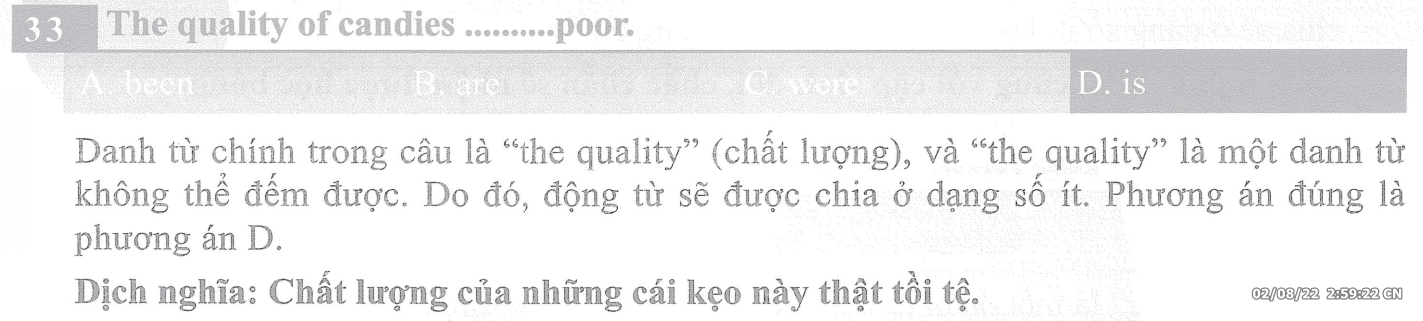 33 The quality of candies ..........poor.
A. been B. are C. were D. is
Danh từ chính trong câu là “the quality” (chất lượng), và “the quality” là một danh từ
không thể đếm được. Do đó, động từ sẽ được chia ở dạng số ít. Phương án đúng là
phương án D.
Dịch nghĩa: Chất lượng của những cái kẹo này thật tồi tệ.
02/08/22 2:59:22 CN